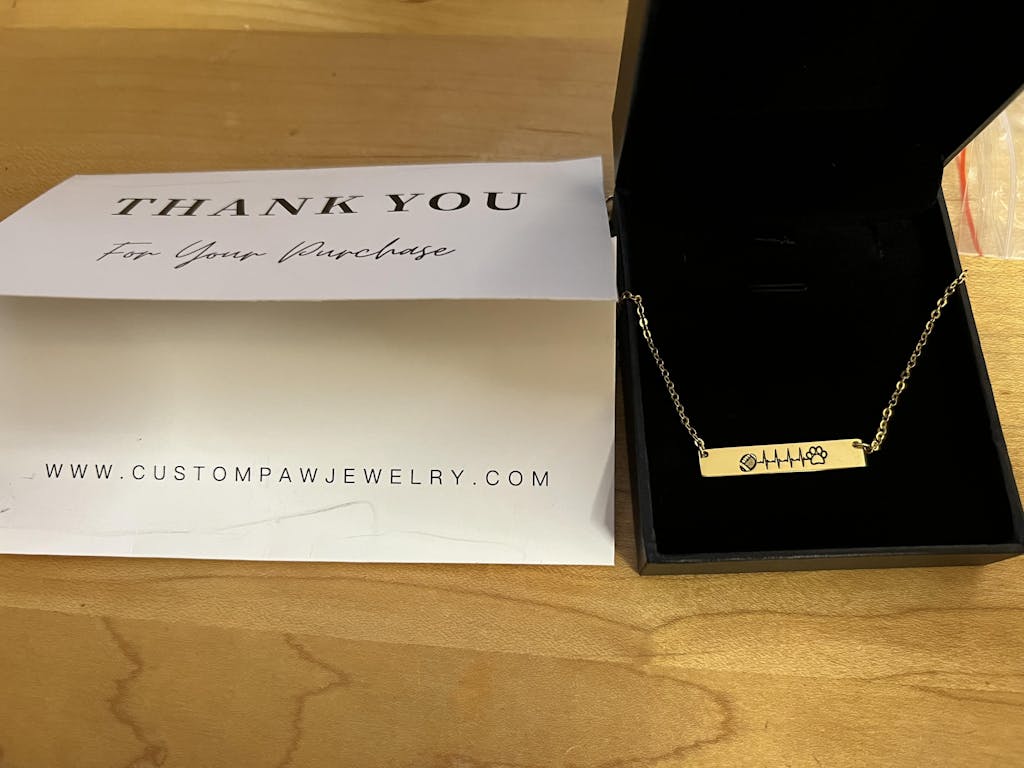 THANK YOU
For Your Purchase
WWW.CUSTOMPAWJEWELRY.COM